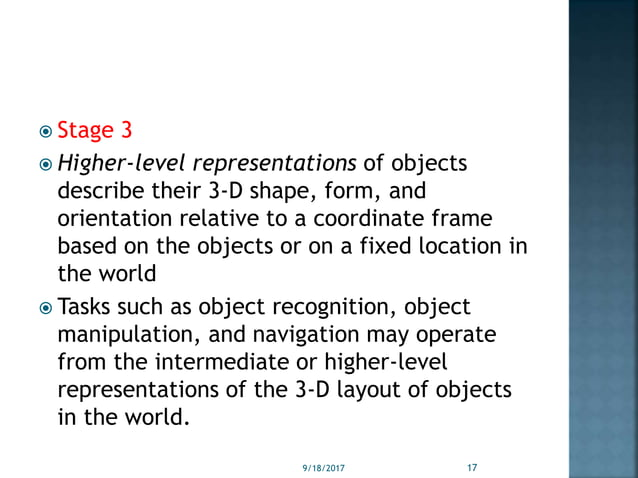 Stage 3
Higher-level representations of objects
describe their 3-D shape, form, and
orientation relative to a coordinate frame
based on the objects or on a fixed location in
the world
Tasks such as object recognition, object
manipulation, and navigation may operate
from the intermediate or higher-level
representations of the 3-D layout of objects
in the world.
9/18/2017 17